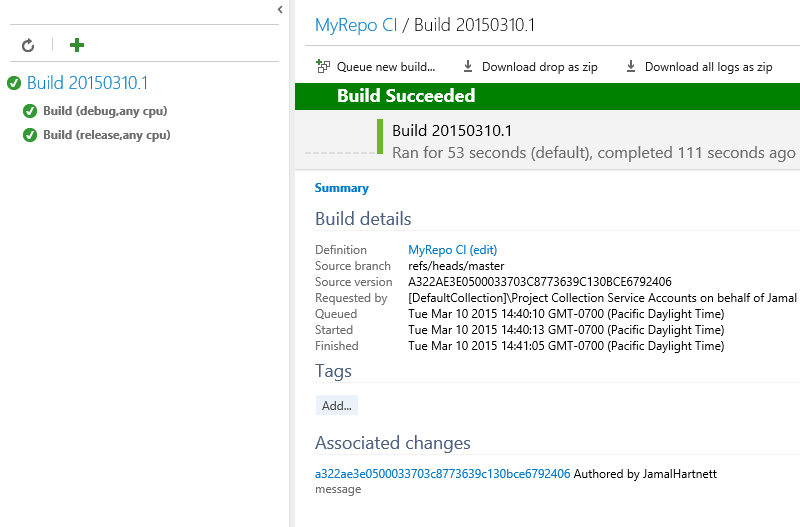 Build 20150310.1
Build (debug,any cpu)
Build (release,any cpu)
MyRepo CI / Build 20150310.1
Queue new build... Download drop as zip Download all logs as zip
Build Succeeded
Build 20150310.1
Ran for 53 seconds (default), completed 111 seconds ago
Summary
Build details
Definition MyRepo CI (edit)
Source branch refs/heads/master
Source version A322AE3E0500033703C8773639C130BCE6792406
Requested by [DefaultCollection]\Project Collection Service Accounts on behalf of Jamal
Queued Tue Mar 10 2015 14:40:10 GMT-0700 (Pacific Daylight Time)
Started Tue Mar 10 2015 14:40:13 GMT-0700 (Pacific Daylight Time)
Finished Tue Mar 10 2015 14:41:05 GMT-0700 (Pacific Daylight Time)
Tags
Add...
Associated changes
a322ae3e0500033703c8773639c130bce6792406 Authored by JamalHartnett
message